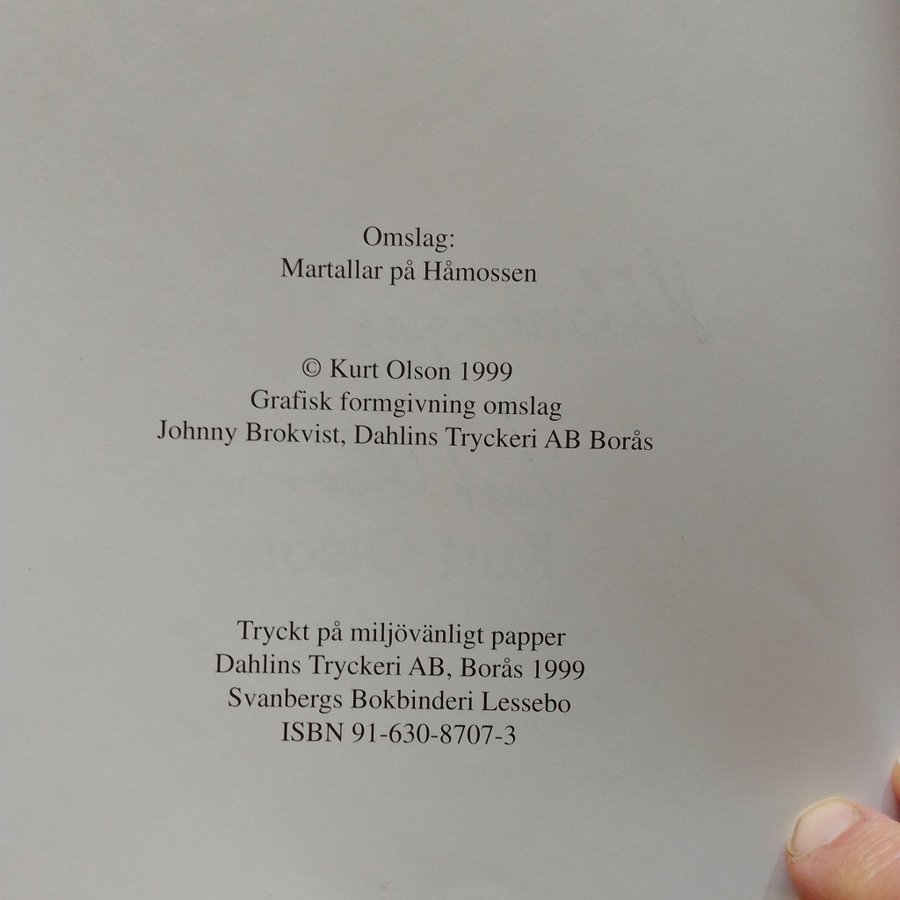 Omslag:
Martallar på Håmossen
© Kurt Olson 1999
Grafisk formgivning omslag
Johnny Brokvist, Dahlins Tryckeri AB Borås
Tryckt på miljövänligt papper
Dahlins Tryckeri AB, Borås 1999
Svanbergs Bokbinderi Lessebo
ISBN 91-630-8707-3